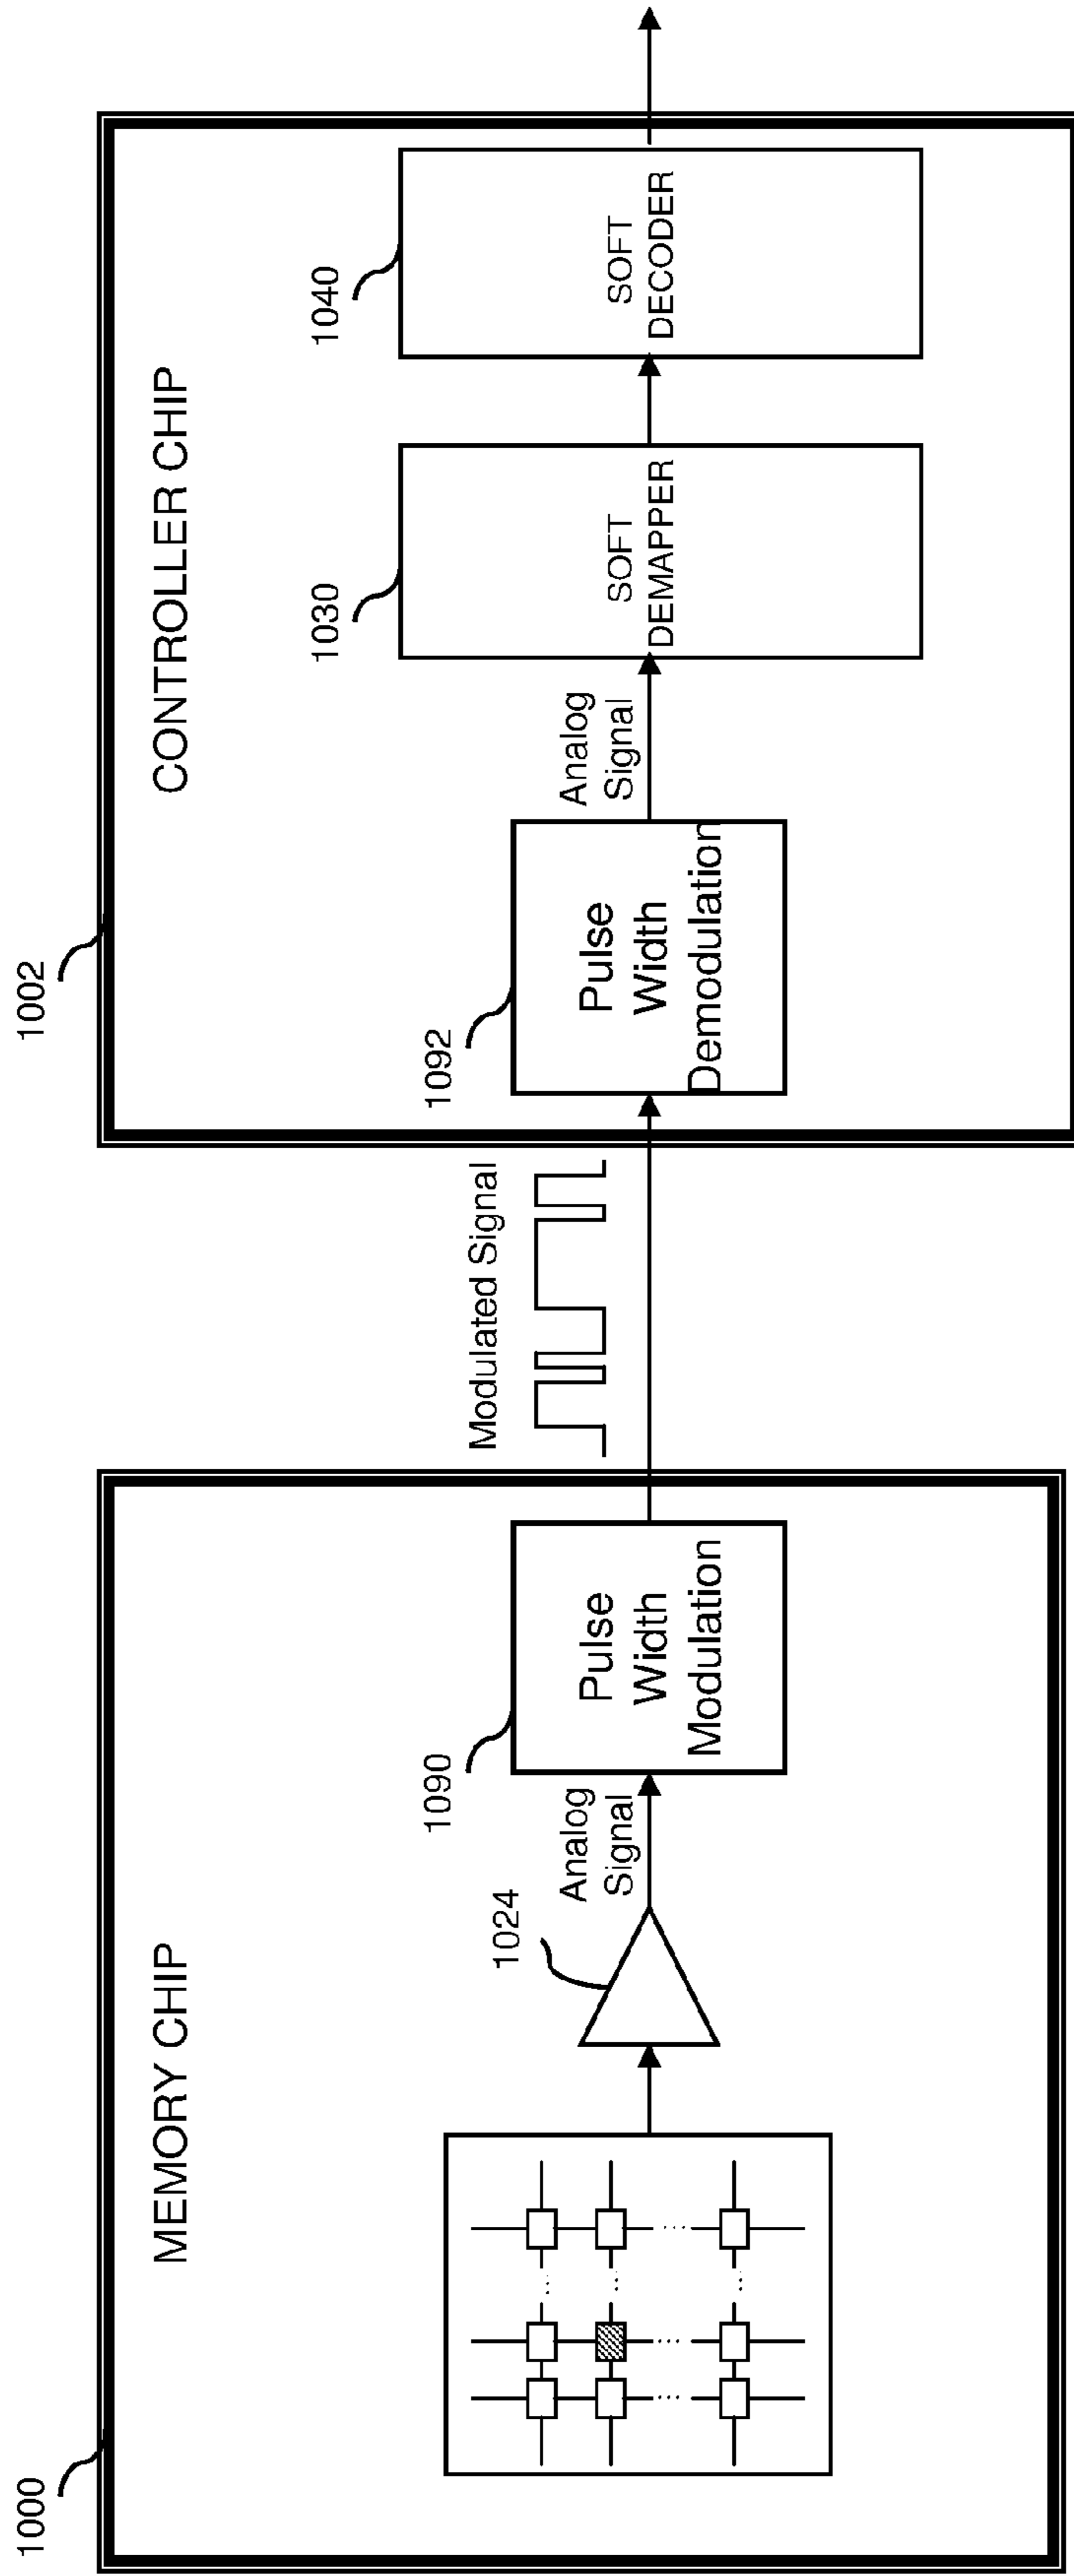 1000
MEMORY CHIP
1024
Analog
Signal
1090
Pulse
Width
Modulation
Modulated Signal
1002
CONTROLLER CHIP
1092
Pulse
Width
Demodulation
Analog
Signal
1030
SOFT
DEMAPPER
1040
SOFT
DECODER